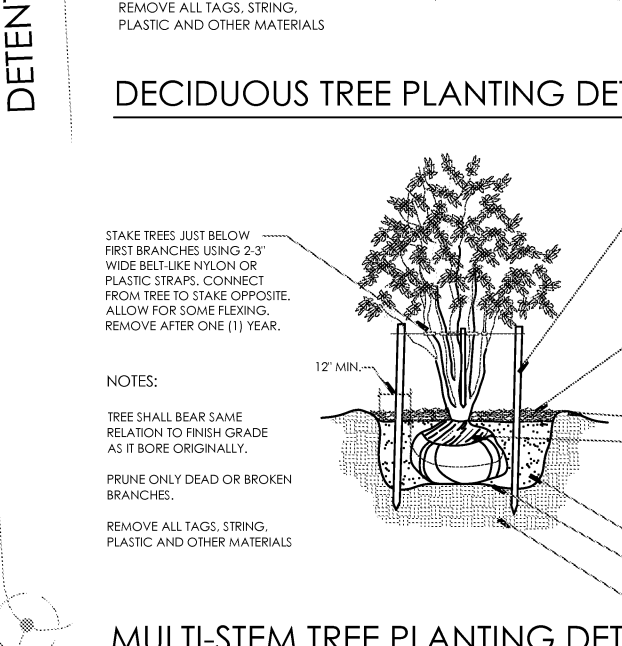 REMOVE ALL TAGS, STRING,
PLASTIC AND OTHER MATERIALS
DETEN
DECIDUOUS TREE PLANTING DET
STAKE TREES JUST BELOW
FIRST BRANCHES USING 2-3"
WIDE BELT-LIKE NYLON OR
PLASTIC STRAPS. CONNECT
FROM TREE TO STAKE OPPOSITE.
ALLOW FOR SOME FLEXING.
REMOVE AFTER ONE (1) YEAR.
12" MIN.
NOTES:
TREE SHALL BEAR SAME
RELATION TO FINISH GRADE
AS IT BORE ORIGINALLY.
PRUNE ONLY DEAD OR BROKEN
BRANCHES.
REMOVE ALL TAGS, STRING,
PLASTIC AND OTHER MATERIALS
MULTI-STEM TREE PLANTING DET